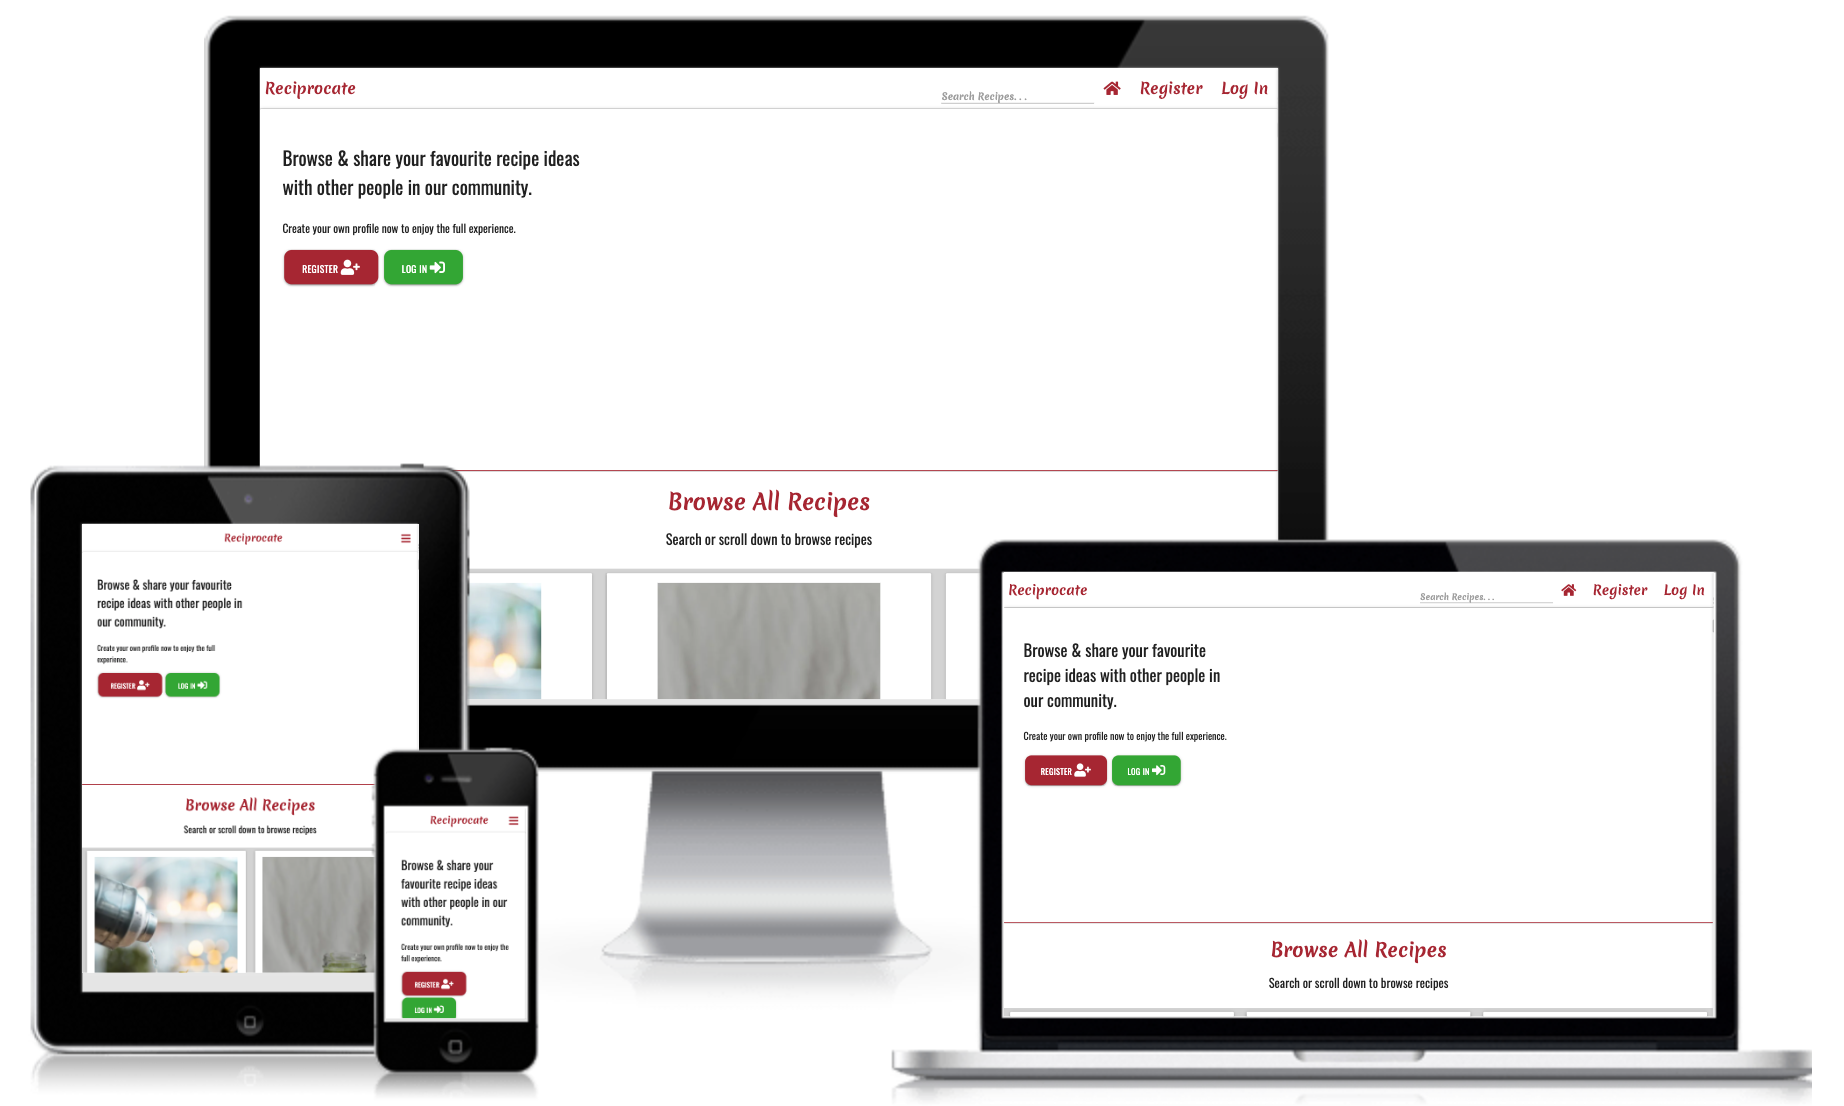 Reciprocate
Search Recipes. . .
Register
Log In
Browse & share your favourite recipe ideas
with other people in our community.
Create your own profile now to enjoy the full experience.
REGISTER
LOG IN
Browse All Recipes
Search or scroll down to browse recipes
Reciprocate
Browse & share your favourite
recipe ideas with other people in
our community.
Create your own profile now to enjoy the full
experience.
REGISTER
LOG IN
Browse All Recipes
Search or scroll down to browse recipes
Reciprocate
Browse & share your
favourite recipe ideas
with other people in our
community.
Create your own profile now to enjoy the
full experience.
REGISTER
LOG IN
Reciprocate
Search Recipes. . .
Register
Log In
Browse & share your favourite
recipe ideas with other people in
our community.
Create your own profile now to enjoy the full experience.
REGISTER
LOG IN
Browse All Recipes
Search or scroll down to browse recipes